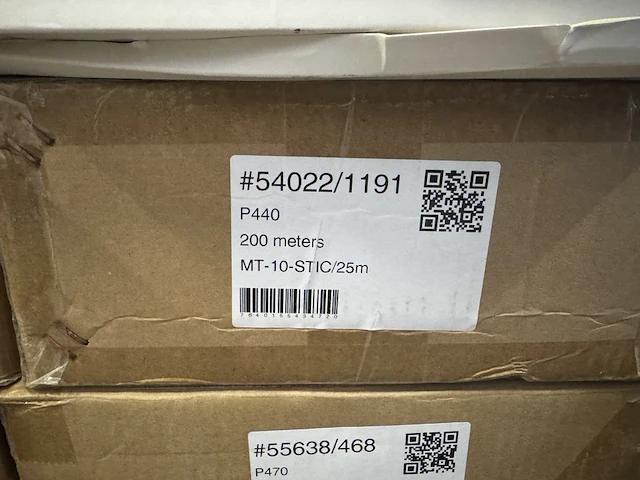 #54022/1191
P440
200 meters
MT-10-STIC/25m
#55638/468
P470